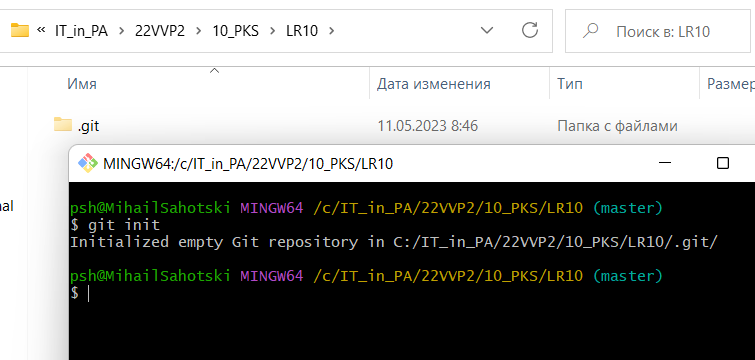 « IT_in_PA > 22VVP2 > 10_PKS > LR10 >
Поиск в: LR10
Имя
Дата изменения
Тип
Размер
.git
11.05.2023 8:46
Папка с файлами
MINGW64:/c/IT_in_PA/22VVP2/10_PKS/LR10
nal
psh@MihailSahotski MINGW64 /c/IT_in_PA/22VVP2/10_PKS/LR10 (master)
$ git init
Initialized empty Git repository in C:/IT_in_PA/22VVP2/10_PKS/LR10/.git/
psh@MihailSahotski MINGW64 /c/IT_in_PA/22VVP2/10_PKS/LR10 (master)
$